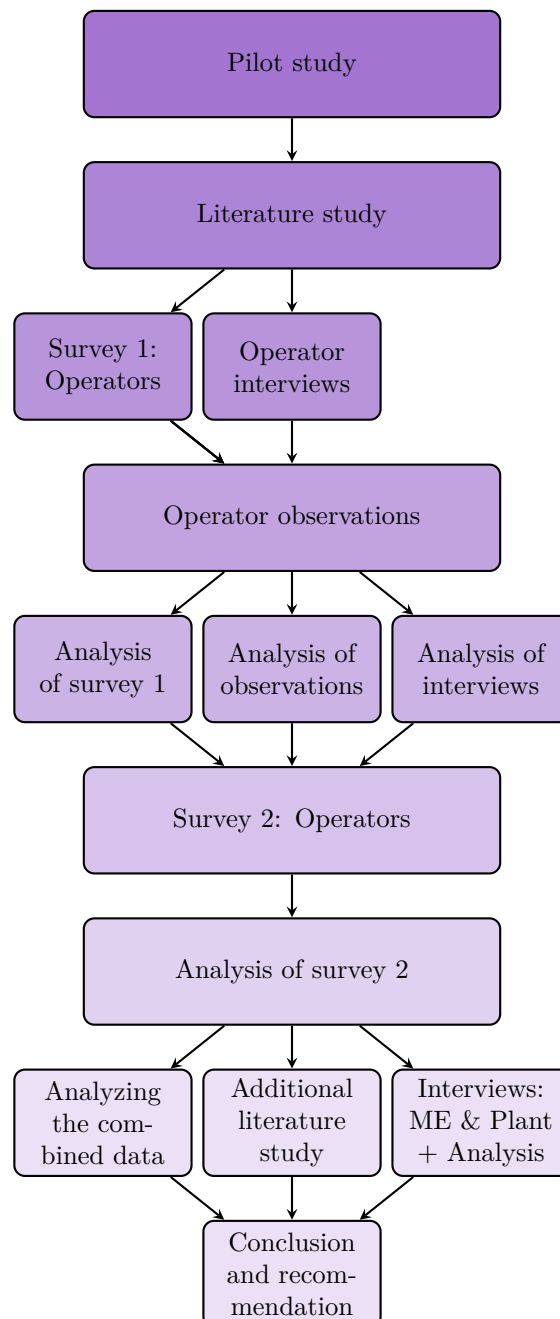 Pilot study
Literature study
Survey 1:
Operators
Operator
interviews
Operator observations
Analysis
of survey 1
Analysis of
observations
Analysis of
interviews
Survey 2: Operators
Analysis of survey 2
Analyzing
the com-
bined data
Additional
literature
study
Interviews:
ME & Plant
+ Analysis
Conclusion
and recom-
mendation